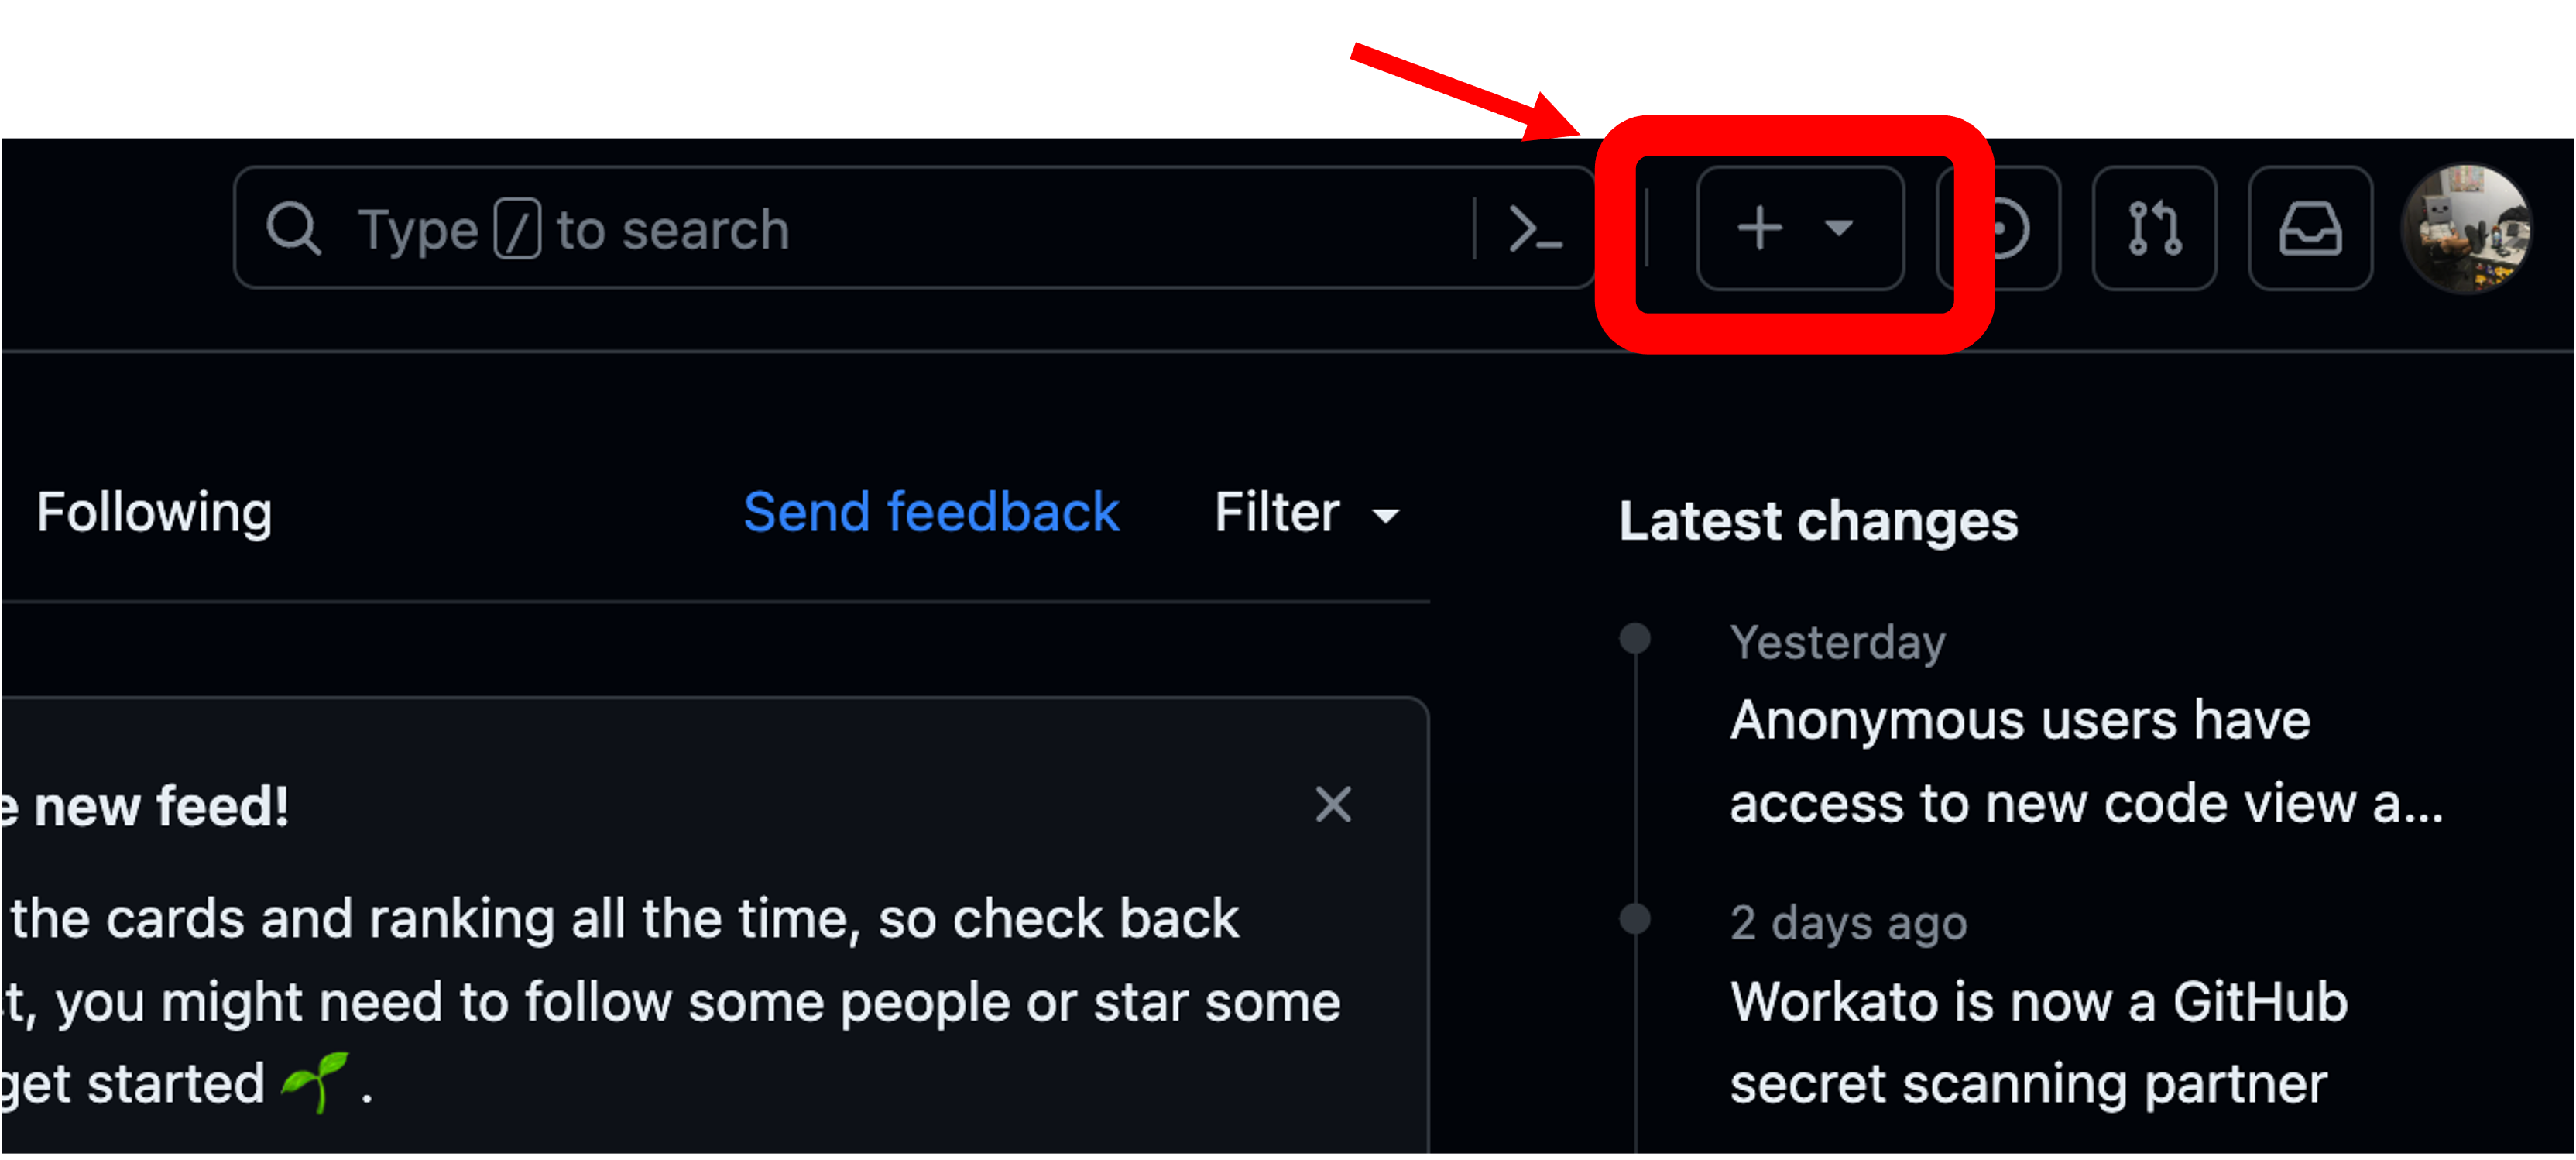 Type / to search
Following
Send feedback
Filter
e new feed!
the cards and ranking all the time, so check back
t, you might need to follow some people or star some
get started 🌱 .
Latest changes
Yesterday
Anonymous users have
access to new code view a...
2 days ago
Workato is now a GitHub
secret scanning partner